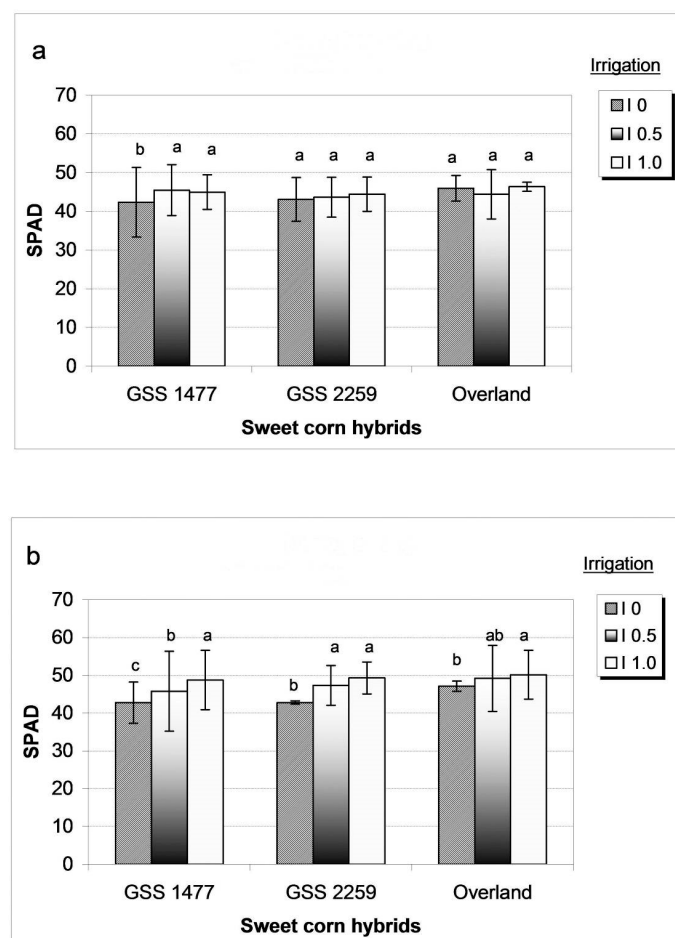 a
Irrigation
I 0
I 0.5
I 1.0
70
60
50
40
30
20
10
0
SPAD
b a a a a a a a a
GSS 1477 GSS 2259 Overland
Sweet corn hybrids
b
Irrigation
I 0
I 0.5
I 1.0
70
60
50
40
30
20
10
0
SPAD
c b a b a a b ab a
GSS 1477 GSS 2259 Overland
Sweet corn hybrids